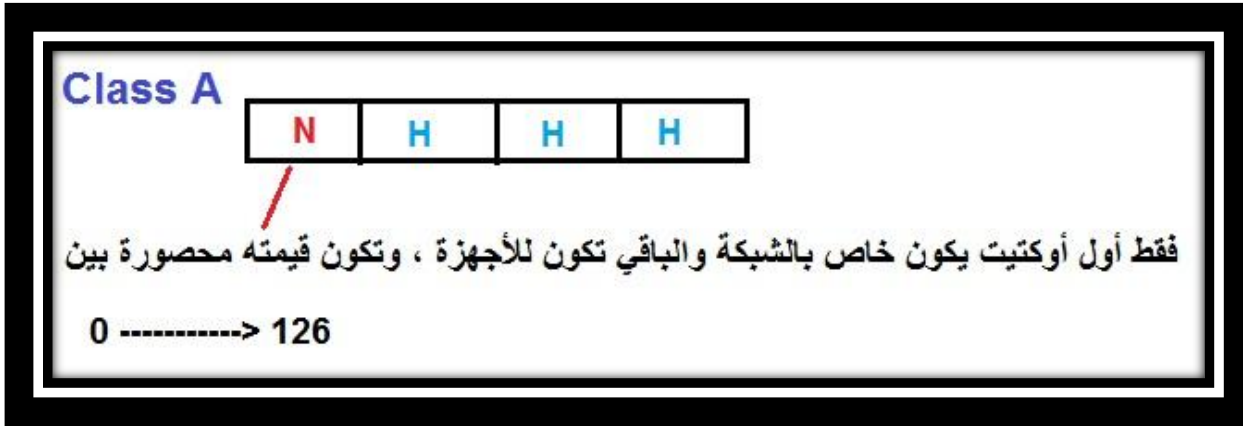 Class A
N H H H
فقط أول أوكتيت يكون خاص بالشبكة والباقي تكون للأجهزة ، وتكون قيمته محصورة بين
0 -----------> 126